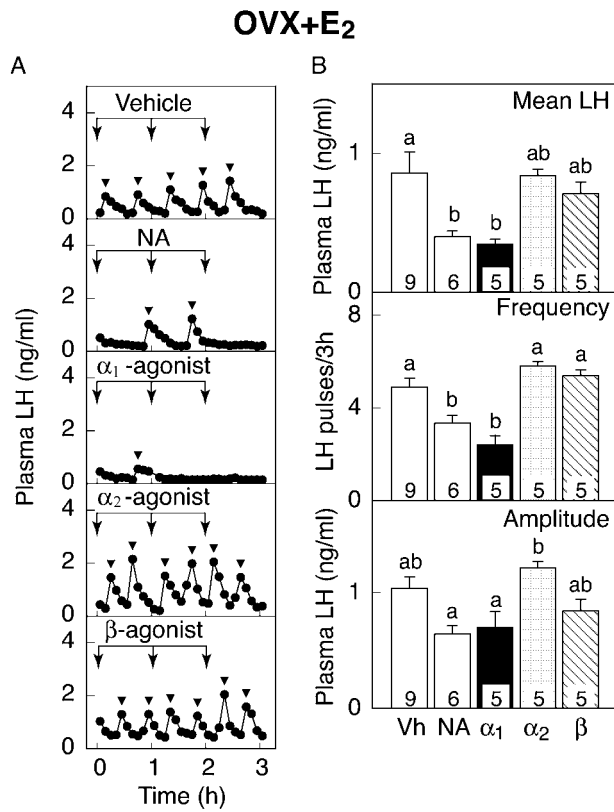 OVX+E₂
A
Plasma LH (ng/ml)
Vehicle
4
2
0
NA
4
2
0
α₁-agonist
4
2
0
α₂-agonist
4
2
0
β-agonist
4
2
0
0 1 2 3
Time (h)
B
Mean LH
Plasma LH (ng/ml)
1
0
a b b ab ab
9 6 5 5 5
Frequency
LH pulses/3h
8
4
0
a b b a a
9 6 5 5 5
Amplitude
Plasma LH (ng/ml)
1
0
ab a a b ab
9 6 5 5 5
Vh NA α₁ α₂ β